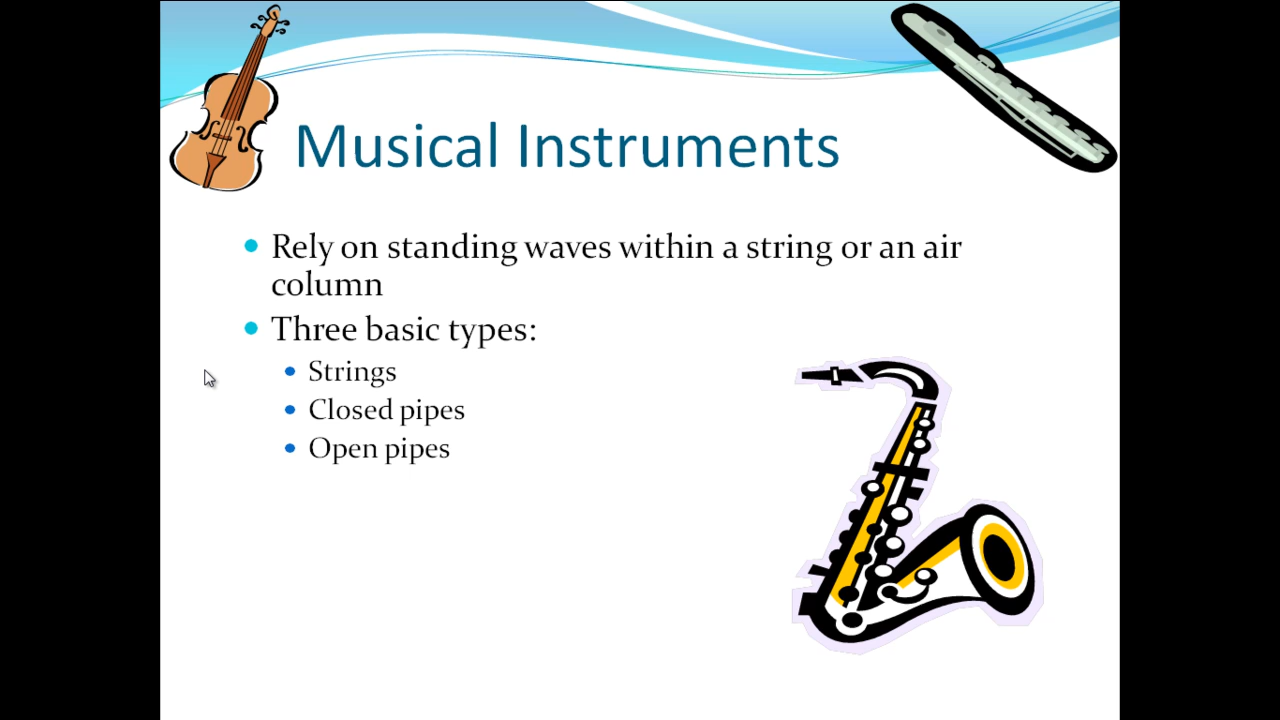 Musical Instruments
Rely on standing waves within a string or an air
column
Three basic types:
Strings
Closed pipes
Open pipes